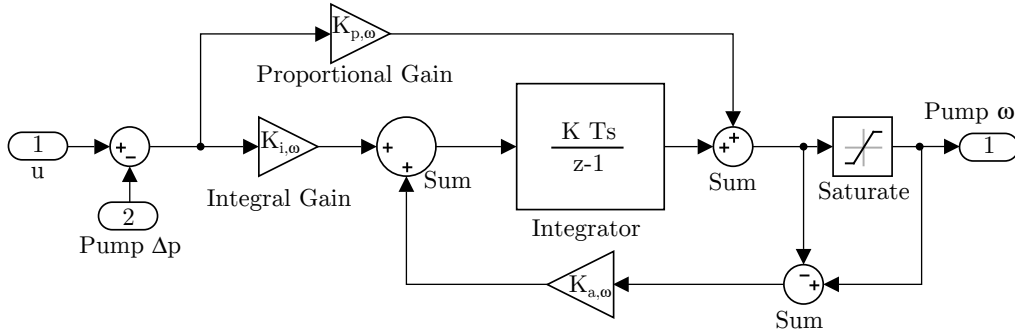 K_{p,ω}
Proportional Gain
1
u
+
−
2
Pump Δp
K_{i,ω}
Integral Gain
+
+
Sum
K Ts
z-1
Integrator
+
+
Sum
Saturate
Pump ω
1
K_{a,ω}
−
+
Sum